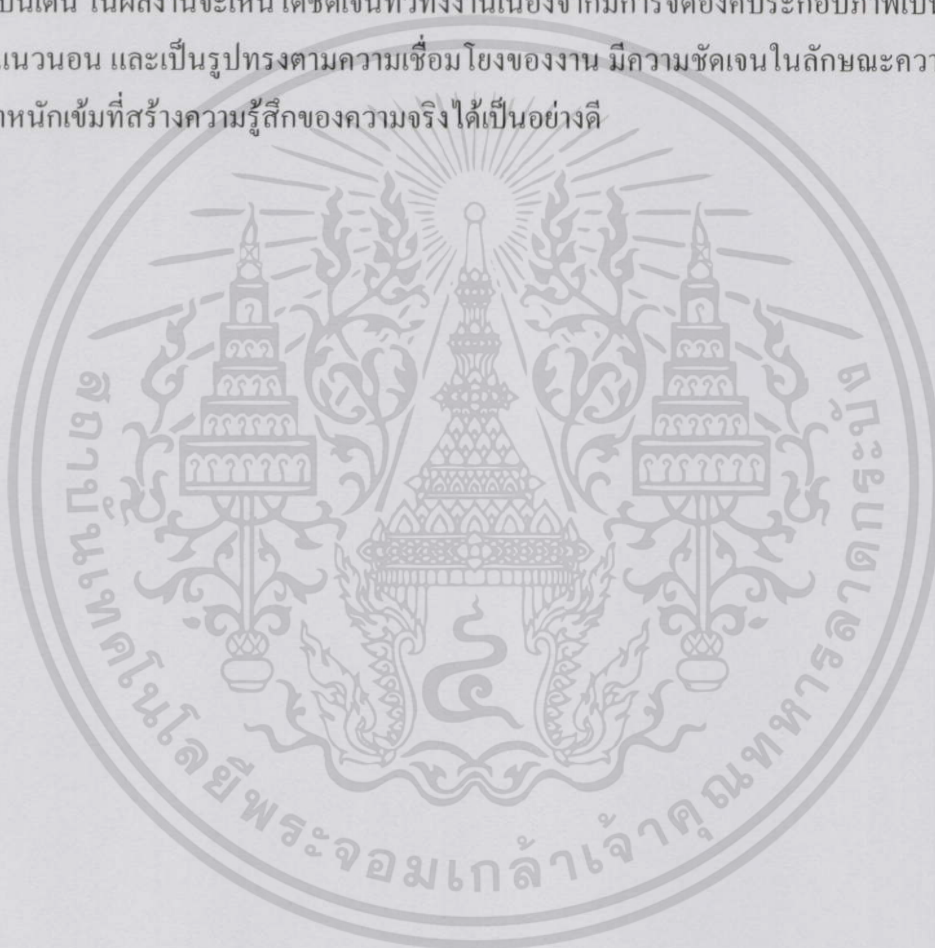 เป็นเด่น ในผลงานจะเห็นได้ชัดเจนทั่วทั้งงานเนื่องจากมีการจัดองค์ประกอบภาพเป็น
แนวนอน และเป็นรูปทรงตามความเชื่อมโยงของงาน มีความชัดเจนในลักษณะควา
าหนักเข้มที่สร้างความรู้สึกของความจริงได้เป็นอย่างดี
สถาบันเทคโนโลยีพระจอมเกล้าเจ้าคุณทหารลาดกระบัง
๔